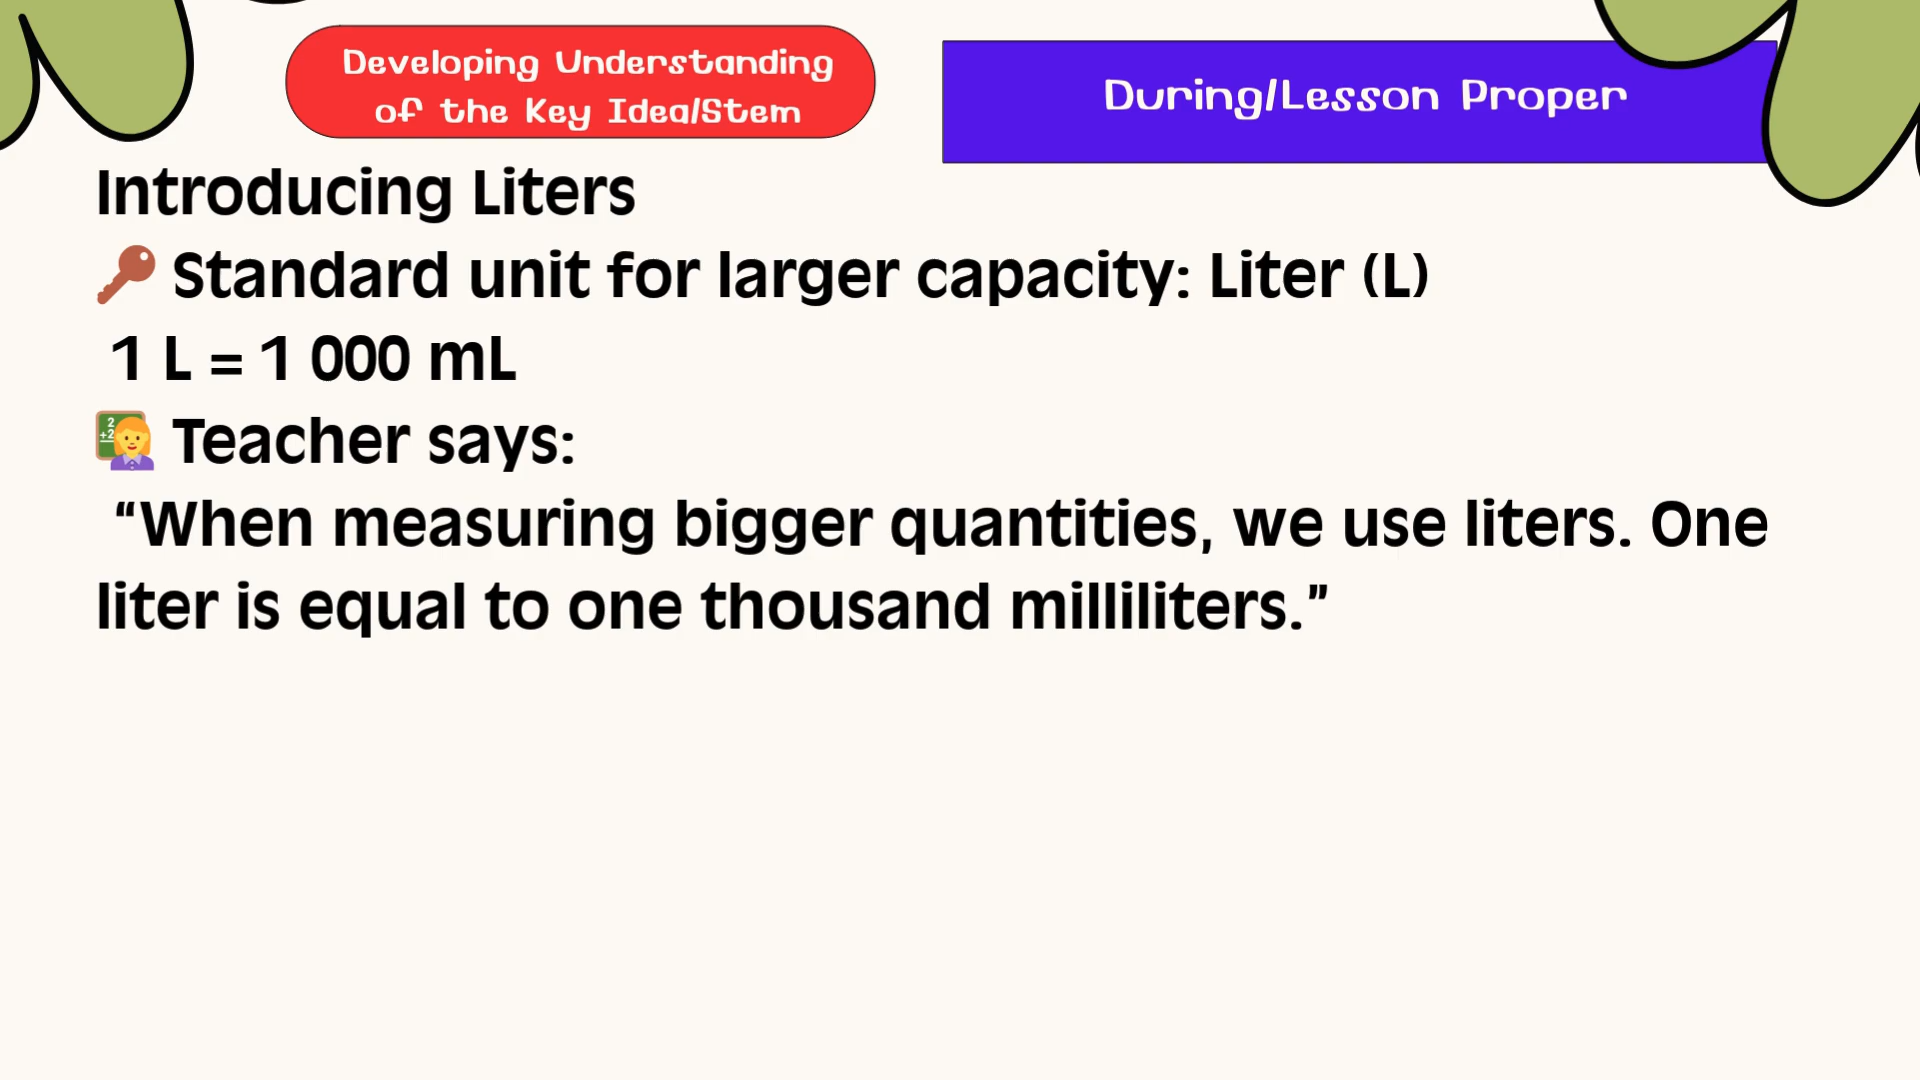 Developing Understanding
of the Key Idea/Stem
During/Lesson Proper
Introducing Liters
🔑 Standard unit for larger capacity: Liter (L)
1 L = 1 000 mL
👩‍🏫 Teacher says:
“When measuring bigger quantities, we use liters. One
liter is equal to one thousand milliliters.”